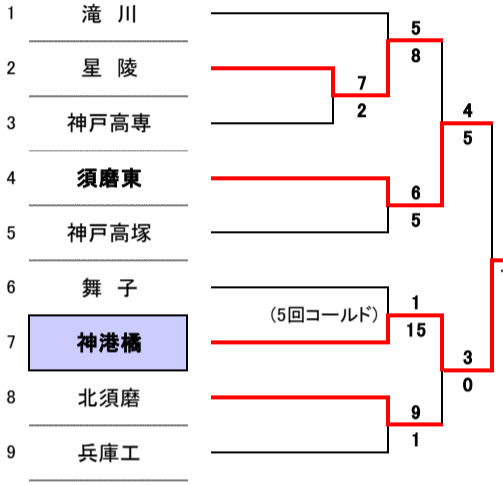 1 滝 川
2 星 陵
3 神戸高専
4 須磨東
5 神戸高塚
6 舞 子
7 神港橘
8 北須磨
9 兵庫工
5
8
7
2
4
5
6
5
(5回コールド)
1
15
3
0
9
1